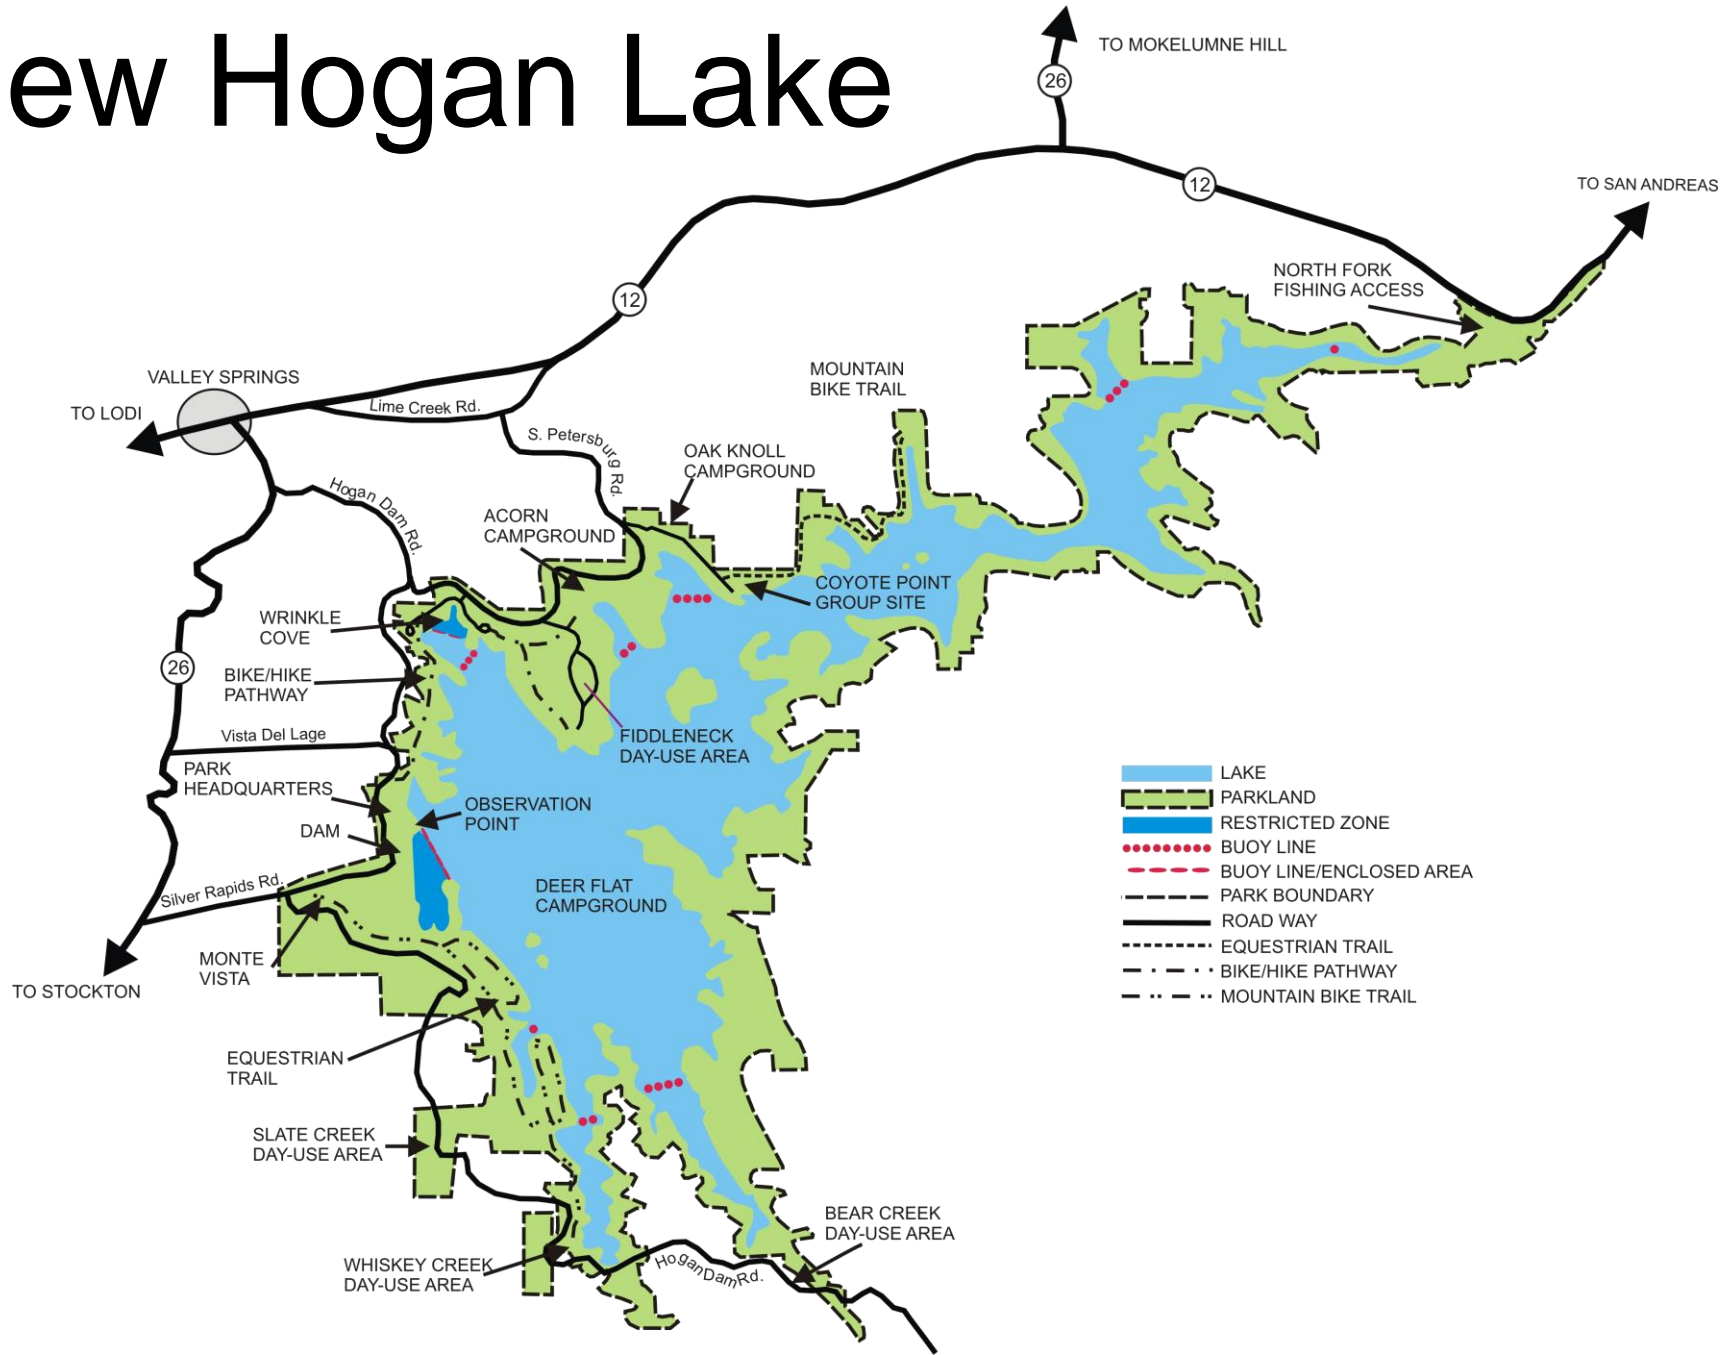 ew Hogan Lake
TO MOKELUMNE HILL
26
12
TO SAN ANDREAS
NORTH FORK
FISHING ACCESS
12
MOUNTAIN
BIKE TRAIL
VALLEY SPRINGS
TO LODI
Lime Creek Rd.
S. Petersburg Rd.
OAK KNOLL
CAMPGROUND
Hogan Dam Rd.
ACORN
CAMPGROUND
COYOTE POINT
GROUP SITE
WRINKLE
COVE
26
BIKE/HIKE
PATHWAY
Vista Del Lage
FIDDLENECK
DAY-USE AREA
PARK
HEADQUARTERS
OBSERVATION
POINT
DAM
Silver Rapids Rd.
DEER FLAT
CAMPGROUND
MONTE
VISTA
TO STOCKTON
EQUESTRIAN
TRAIL
SLATE CREEK
DAY-USE AREA
WHISKEY CREEK
DAY-USE AREA
Hogan Dam Rd.
BEAR CREEK
DAY-USE AREA
LAKE
PARKLAND
RESTRICTED ZONE
BUOY LINE
BUOY LINE/ENCLOSED AREA
PARK BOUNDARY
ROAD WAY
EQUESTRIAN TRAIL
BIKE/HIKE PATHWAY
MOUNTAIN BIKE TRAIL